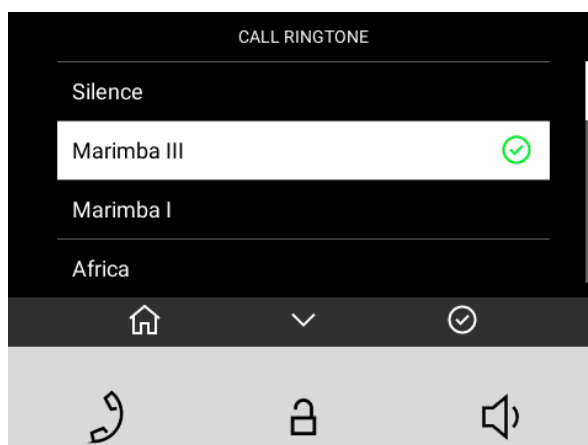 CALL RINGTONE
Silence
Marimba III
Marimba I
Africa